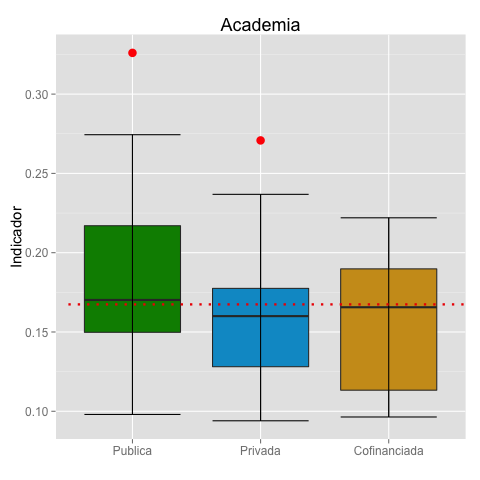 Academia
Indicador
0.30
0.25
0.20
0.15
0.10
Publica
Privada
Cofinanciada